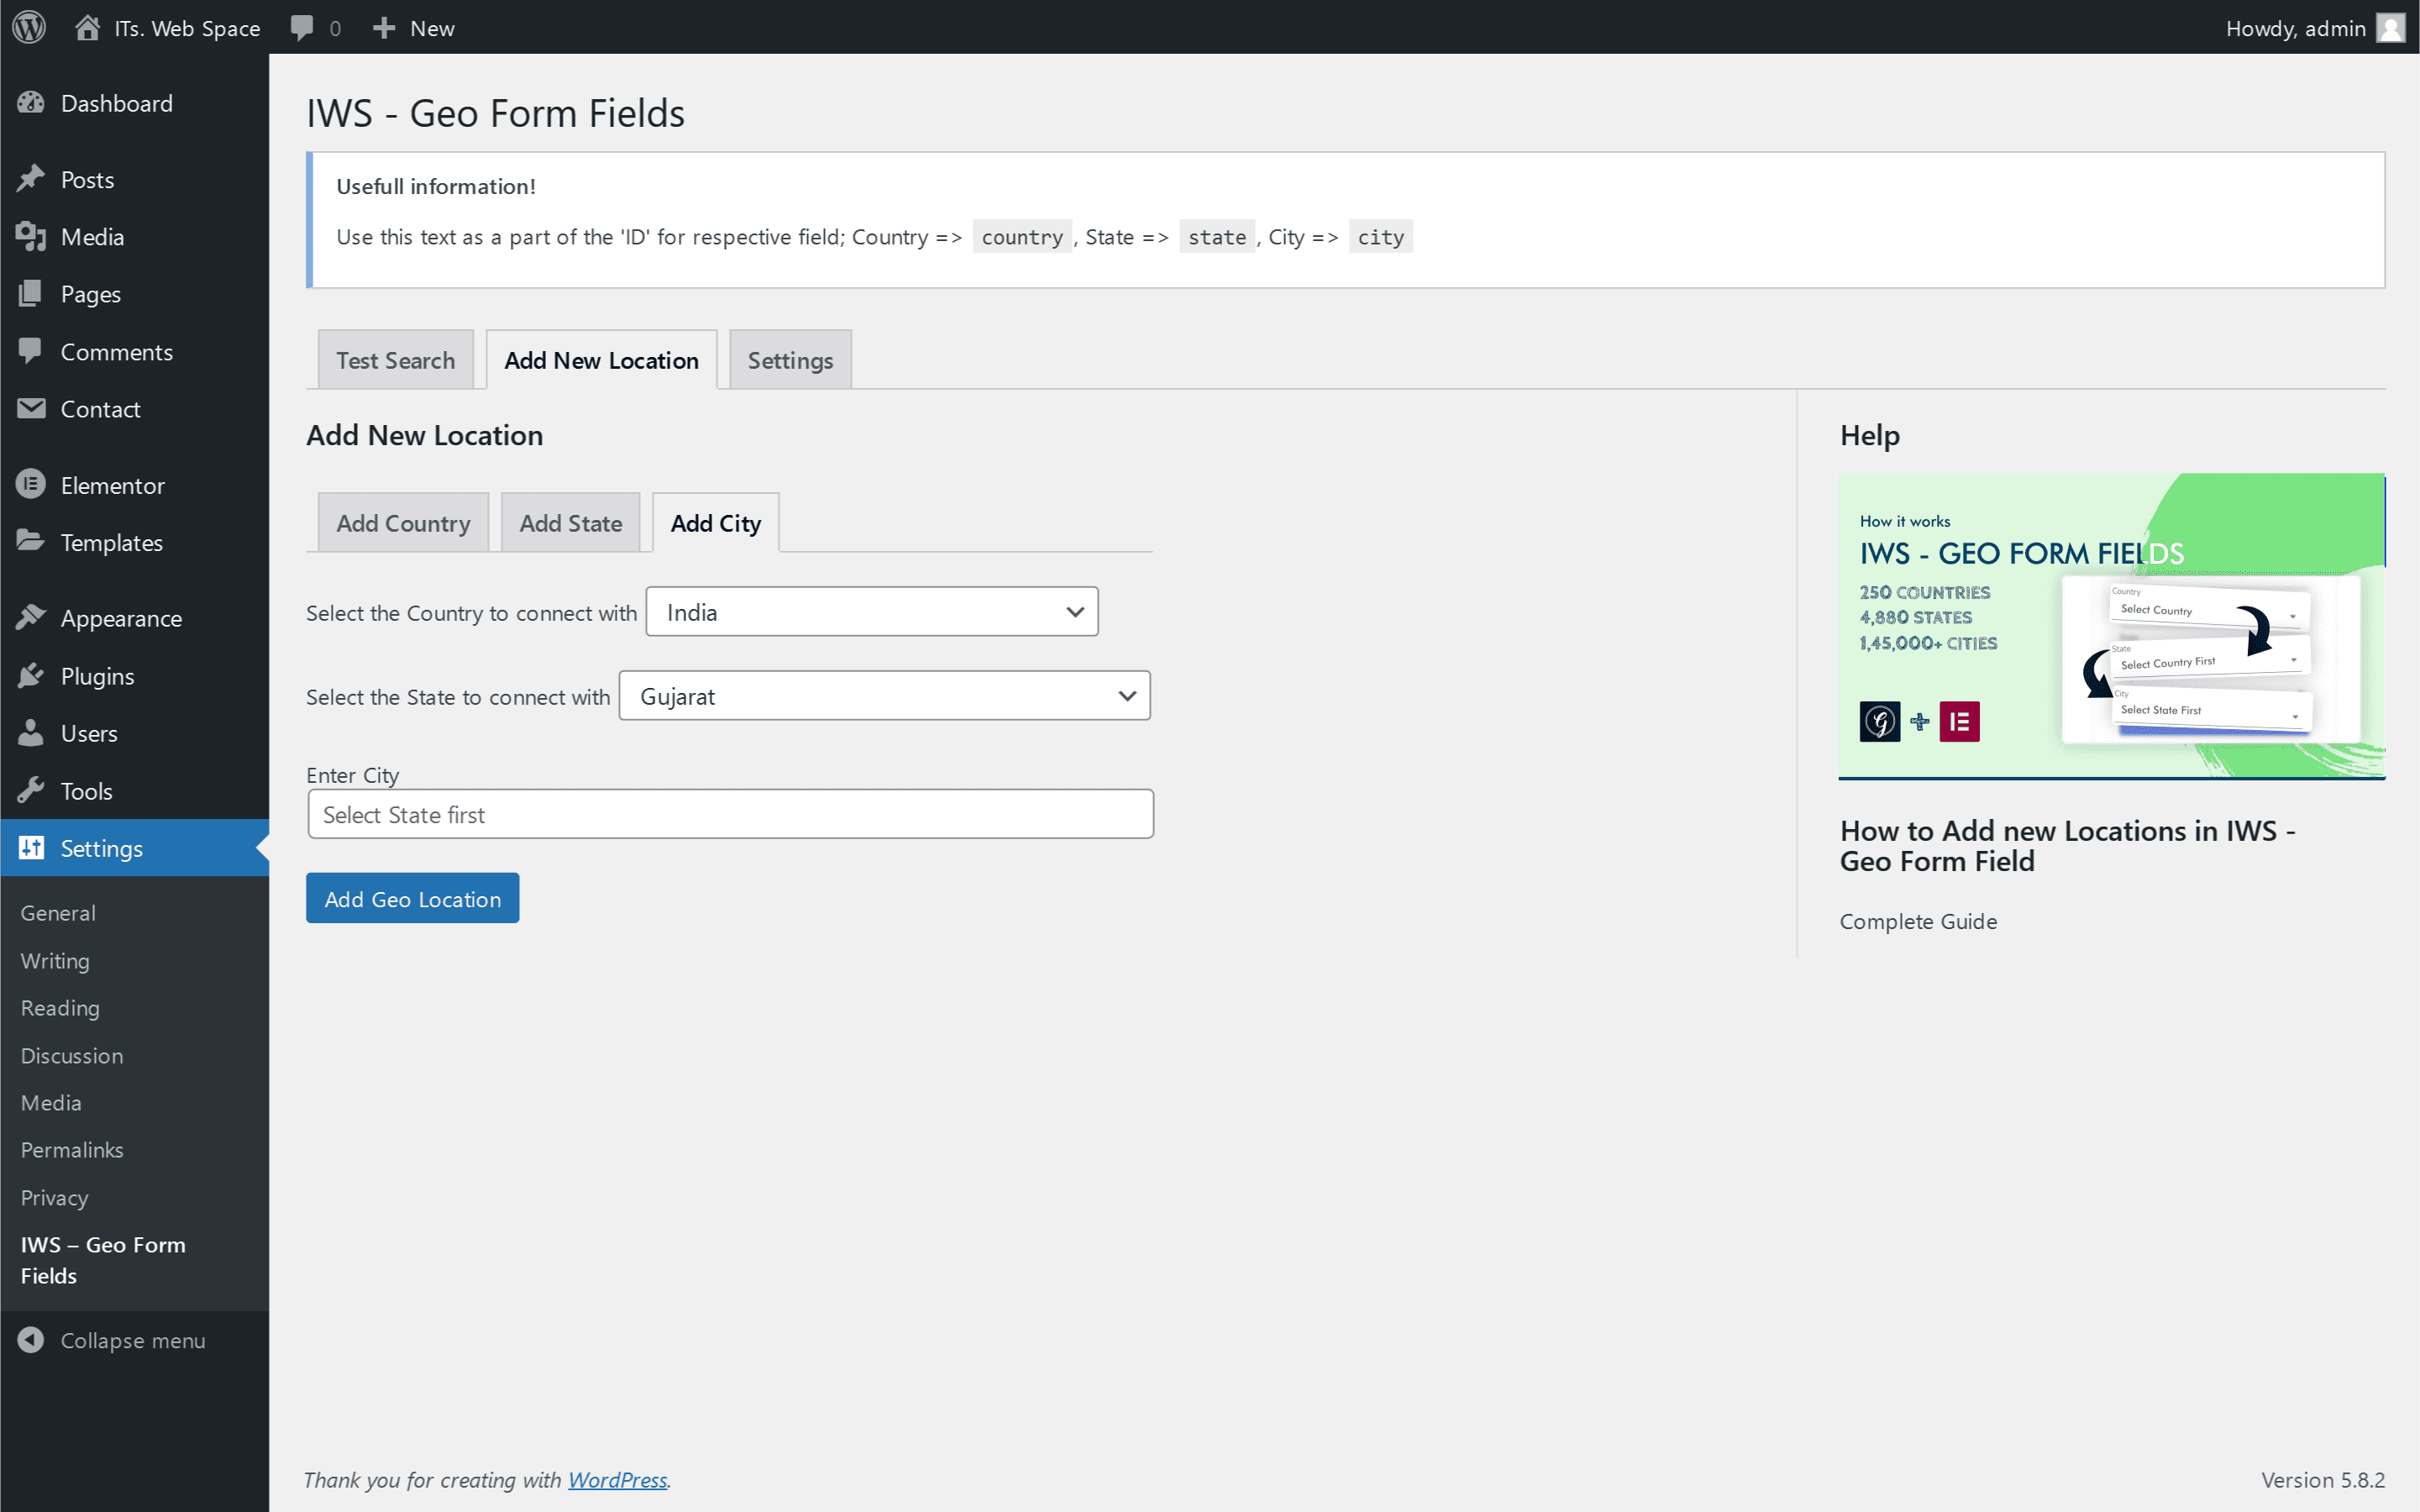 ITs. Web Space
0
New
Howdy, admin
Dashboard
Posts
Media
Pages
Comments
Contact
Elementor
Templates
Appearance
Plugins
Users
Tools
Settings
General
Writing
Reading
Discussion
Media
Permalinks
Privacy
IWS – Geo Form
Fields
Collapse menu
IWS - Geo Form Fields
Usefull information!
Use this text as a part of the 'ID' for respective field; Country => country , State => state , City => city
Test Search
Add New Location
Settings
Add New Location
Add Country
Add State
Add City
Select the Country to connect with India
Select the State to connect with Gujarat
Enter City
Select State first
Add Geo Location
Help
How it works
IWS - GEO FORM FIELDS
250 COUNTRIES
4,880 STATES
1,45,000+ CITIES
Country
Select Country
State
Select Country First
City
Select State First
How to Add new Locations in IWS -
Geo Form Field
Complete Guide
Thank you for creating with WordPress.
Version 5.8.2